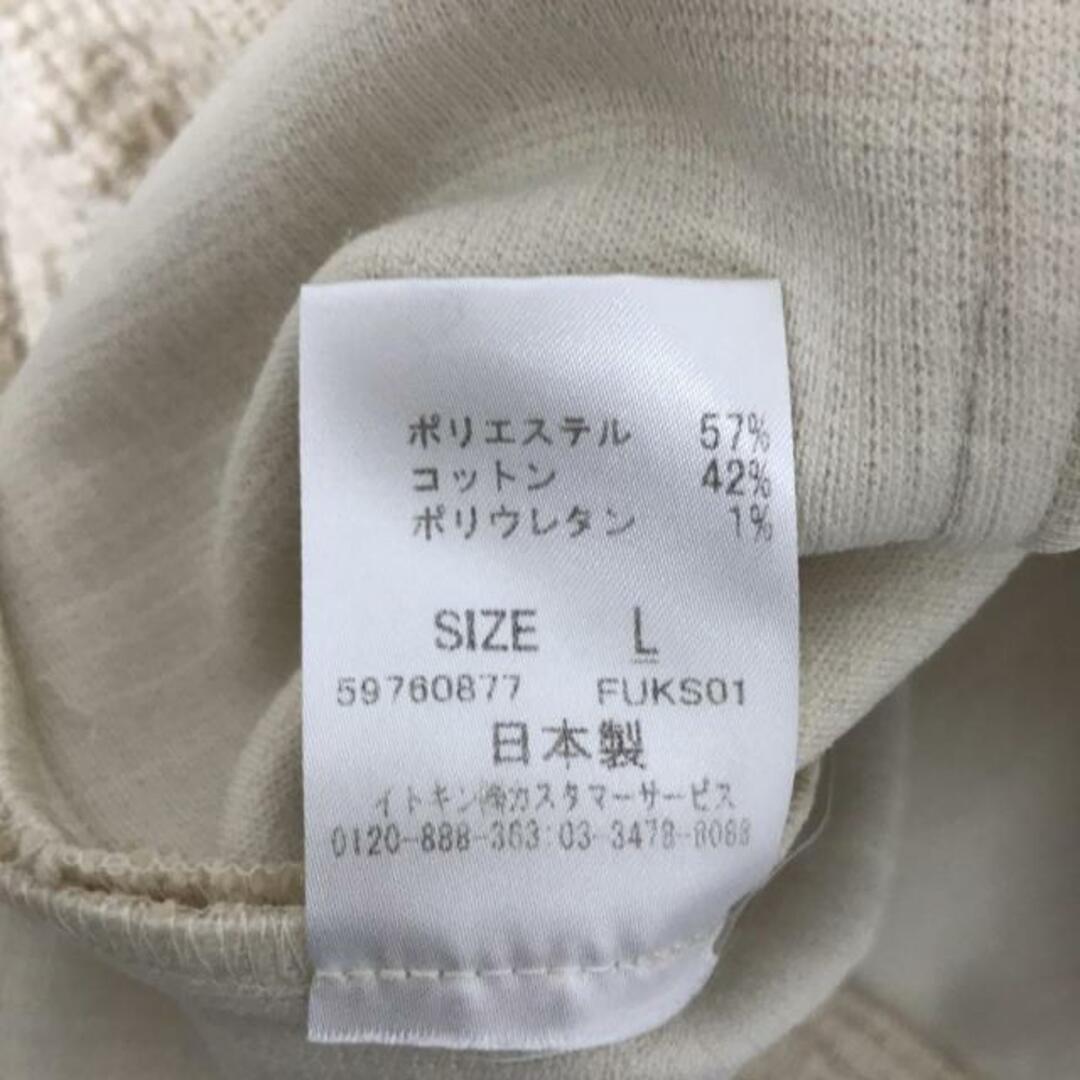 ポリエステル 57%
コットン 42%
ポリウレタン 1%
SIZE L
59760877 FUKS01
日本製
イトキン㈱カスタマーサービス
0120-888-363:03-3478-8088